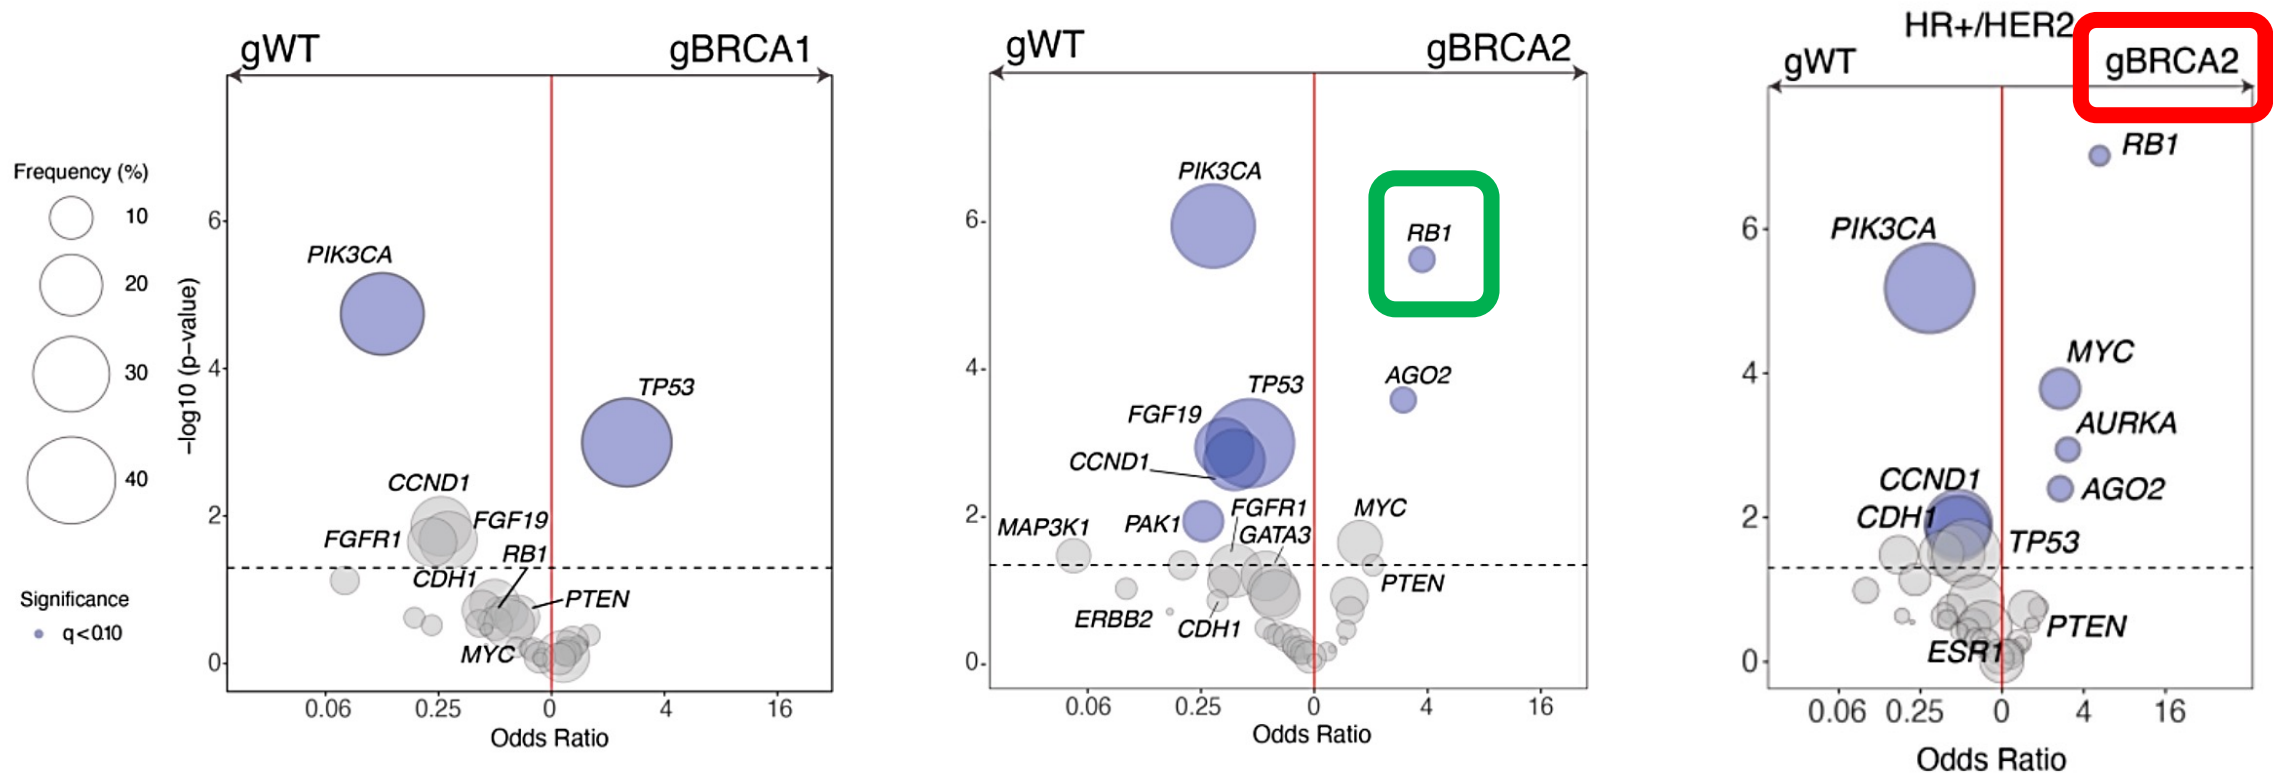 gWT
gBRCA1
Frequency (%)
10
20
30
40
Significance
q < 0.10
−log10 (p−value)
6
4
2
0
PIK3CA
TP53
CCND1
FGF19
FGFR1
RB1
CDH1
PTEN
MYC
0.06 0.25 0 4 16
Odds Ratio
gWT
gBRCA2
6
4
2
0
PIK3CA
RB1
AGO2
TP53
FGF19
CCND1
FGFR1
MYC
PAK1
MAP3K1
GATA3
PTEN
ERBB2
CDH1
0.06 0.25 0 4 16
Odds Ratio
HR+/HER2
gWT
gBRCA2
6
4
2
0
RB1
PIK3CA
MYC
AURKA
CCND1
AGO2
CDH1
TP53
PTEN
ESR1
0.06 0.25 0 4 16
Odds Ratio